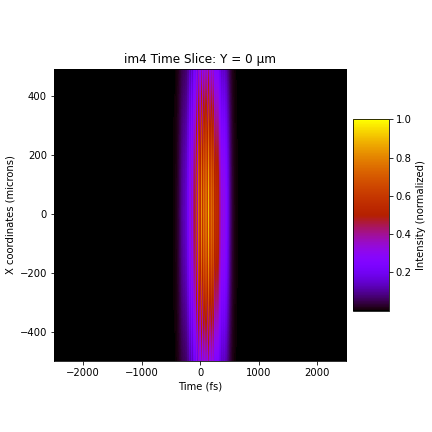 im4 Time Slice: Y = 0 μm
400
200
0
−200
−400
X coordinates (microns)
−2000 −1000 0 1000 2000
Time (fs)
1.0
0.8
0.6
0.4
0.2
Intensity (normalized)